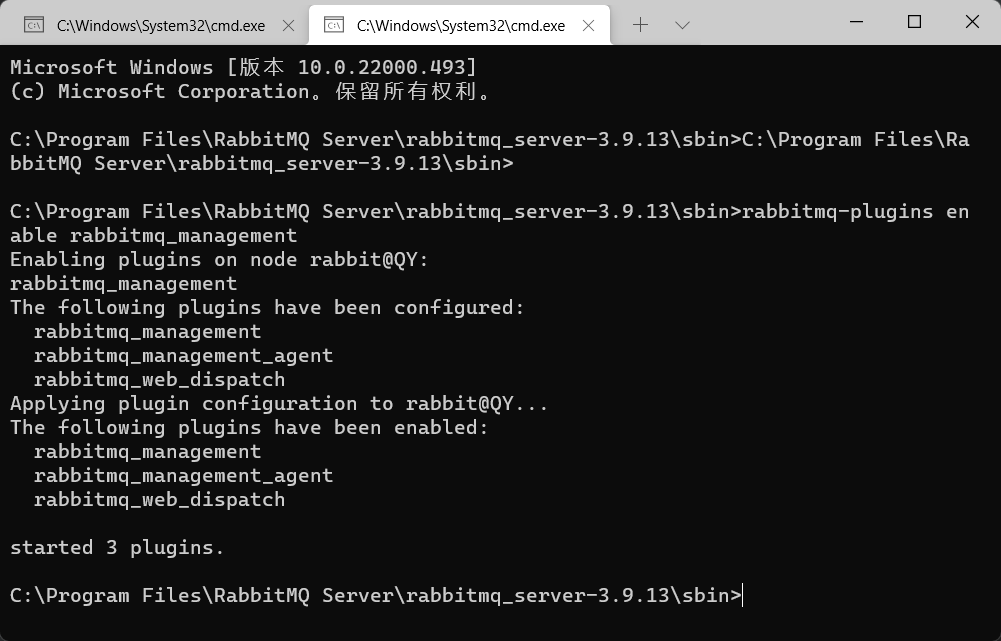 C:\Windows\System32\cmd.exe
C:\Windows\System32\cmd.exe
Microsoft Windows [版本 10.0.22000.493]
(c) Microsoft Corporation。保留所有权利。
C:\Program Files\RabbitMQ Server\rabbitmq_server-3.9.13\sbin>C:\Program Files\Ra
bbitMQ Server\rabbitmq_server-3.9.13\sbin>
C:\Program Files\RabbitMQ Server\rabbitmq_server-3.9.13\sbin>rabbitmq-plugins en
able rabbitmq_management
Enabling plugins on node rabbit@QY:
rabbitmq_management
The following plugins have been configured:
  rabbitmq_management
  rabbitmq_management_agent
  rabbitmq_web_dispatch
Applying plugin configuration to rabbit@QY...
The following plugins have been enabled:
  rabbitmq_management
  rabbitmq_management_agent
  rabbitmq_web_dispatch
started 3 plugins.
C:\Program Files\RabbitMQ Server\rabbitmq_server-3.9.13\sbin>